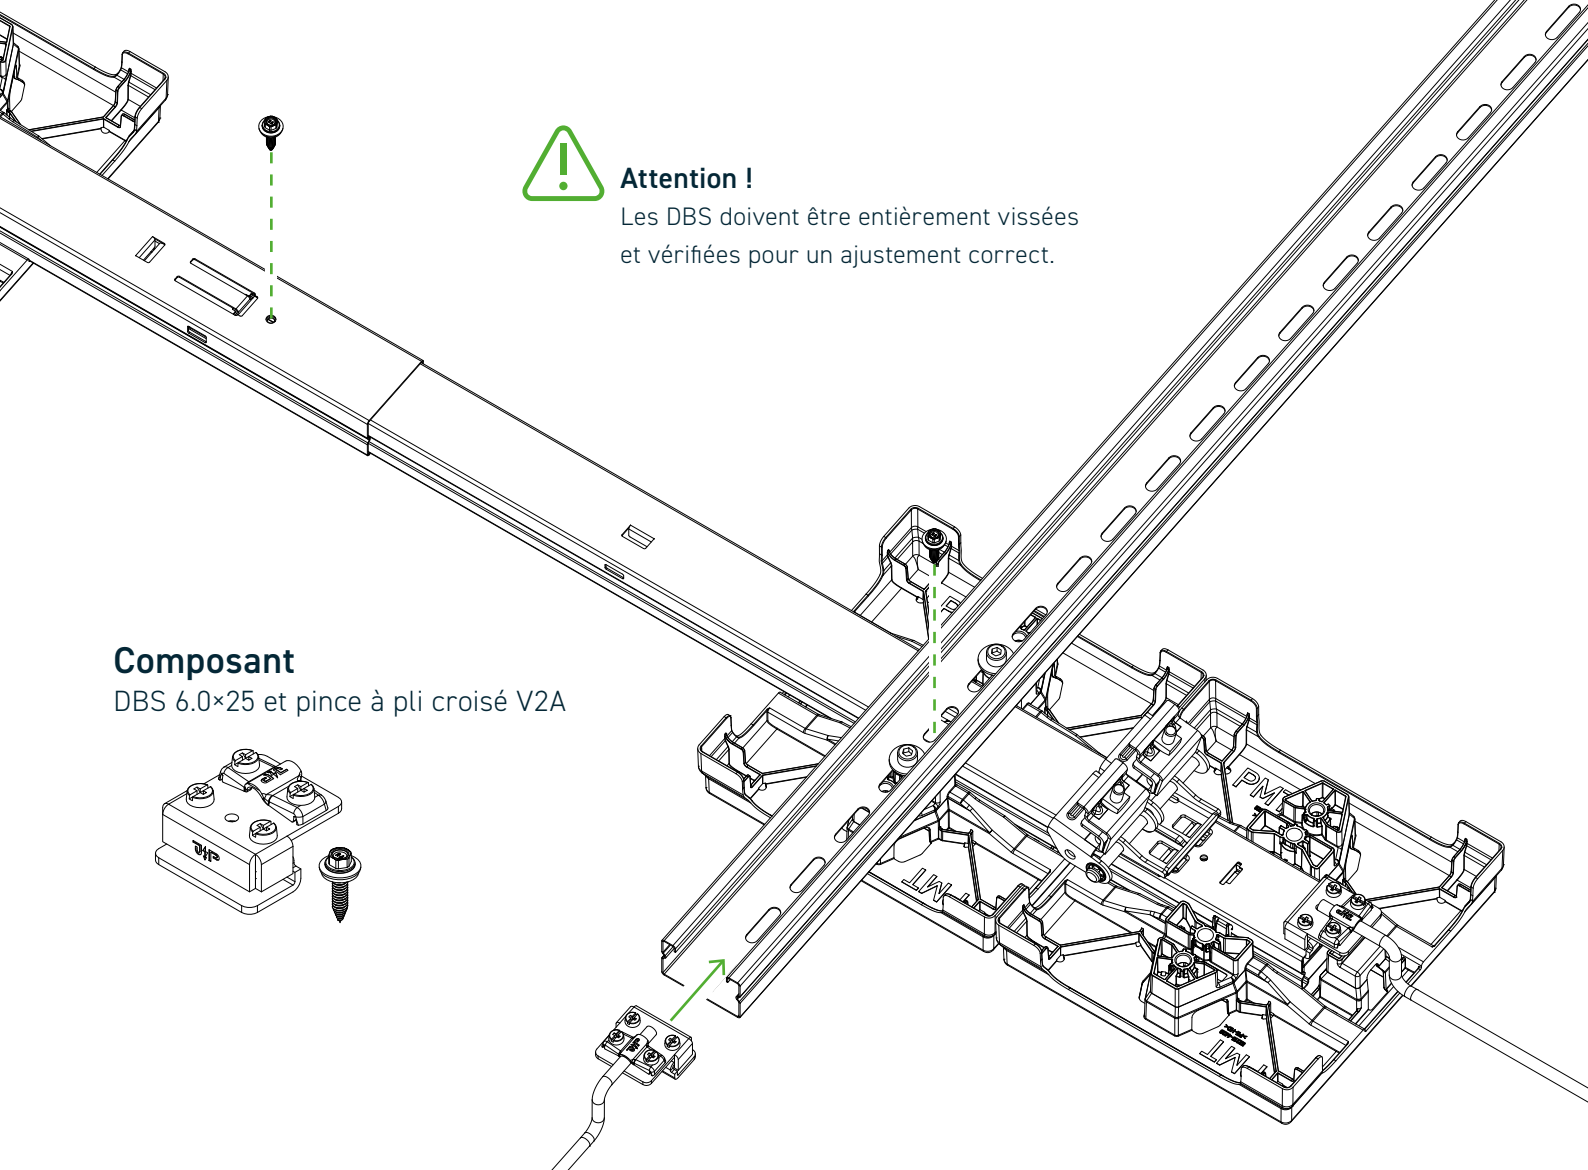 Attention !
Les DBS doivent être entièrement vissées
et vérifiées pour un ajustement correct.
Composant
DBS 6.0×25 et pince à pli croisé V2A
PMT
MT
MT